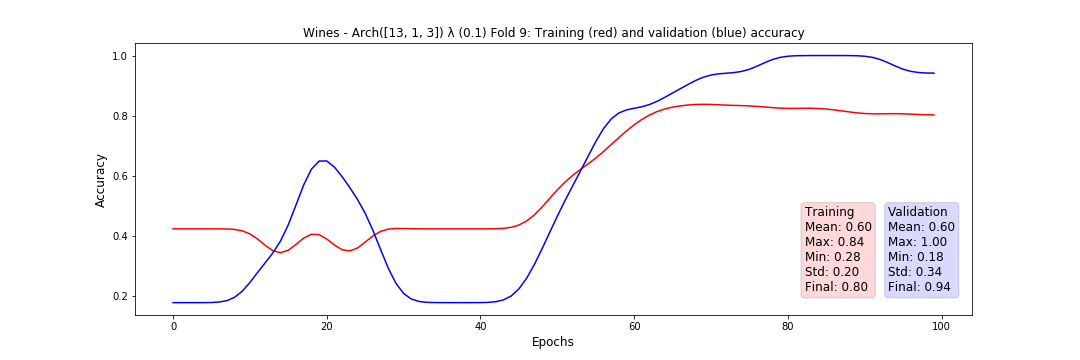 Wines - Arch([13, 1, 3]) λ (0.1) Fold 9: Training (red) and validation (blue) accuracy
1.0
0.8
0.6
0.4
0.2
Accuracy
Training
Mean: 0.60
Max: 0.84
Min: 0.28
Std: 0.20
Final: 0.80
Validation
Mean: 0.60
Max: 1.00
Min: 0.18
Std: 0.34
Final: 0.94
0
20
40
60
80
100
Epochs